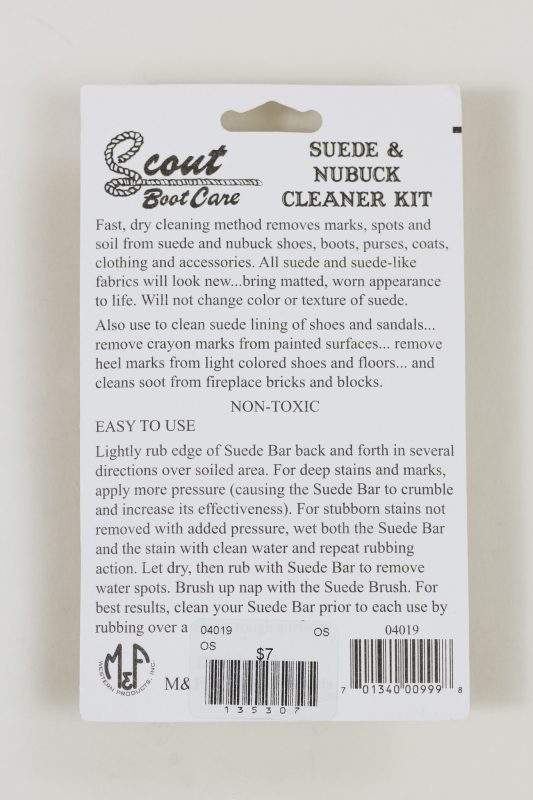 Scout
Boot Care
SUEDE &
NUBUCK
CLEANER KIT
Fast, dry cleaning method removes marks, spots and
soil from suede and nubuck shoes, boots, purses, coats,
clothing and accessories. All suede and suede-like
fabrics will look new...bring matted, worn appearance
to life. Will not change color or texture of suede.
Also use to clean suede lining of shoes and sandals...
remove crayon marks from painted surfaces... remove
heel marks from light colored shoes and floors... and
cleans soot from fireplace bricks and blocks.
NON-TOXIC
EASY TO USE
Lightly rub edge of Suede Bar back and forth in several
directions over soiled area. For deep stains and marks,
apply more pressure (causing the Suede Bar to crumble
and increase its effectiveness). For stubborn stains not
removed with added pressure, wet both the Suede Bar
and the stain with clean water and repeat rubbing
action. Let dry, then rub with Suede Bar to remove
water spots. Brush up nap with the Suede Brush. For
best results, clean your Suede Bar prior to each use by
rubbing over a
04019 OS
OS
$7
135307
04019
7 01340 00999 8
M&F
WESTERN PRODUCTS, INC.
M&